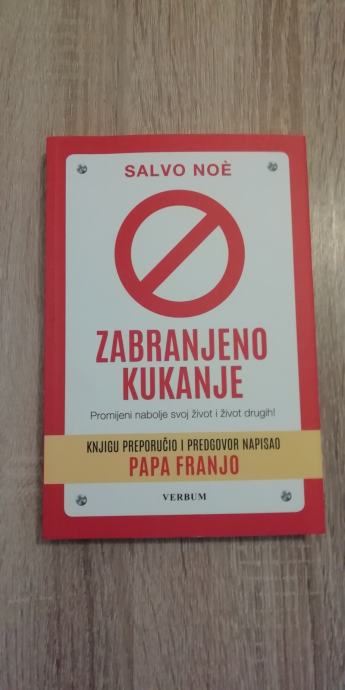 SALVO NOÈ
ZABRANJENO
KUKANJE
Promijeni nabolje svoj život i život drugih!
KNJIGU PREPORUČIO I PREDGOVOR NAPISAO
PAPA FRANJO
VERBUM